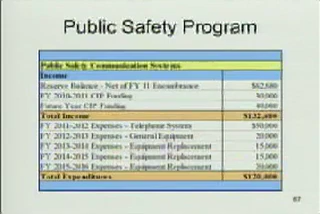 Public Safety Program
Public Safety Communication Systems
Income
Reserve Balance - Net of FY 11 Encumbrance $62,600
FY 2010-2011 CIP Funding 30,000
Future Year CIP Funding 40,000
Total Income $132,600
FY 2011-2012 Expenses - Telephone System $50,000
FY 2012-2013 Expenses - General Equipment 20,000
FY 2013-2014 Expenses - Equipment Replacement 15,000
FY 2014-2015 Expenses - Equipment Replacement 15,000
FY 2015-2016 Expenses - Equipment Replacement 20,000
Total Expenditures $120,000